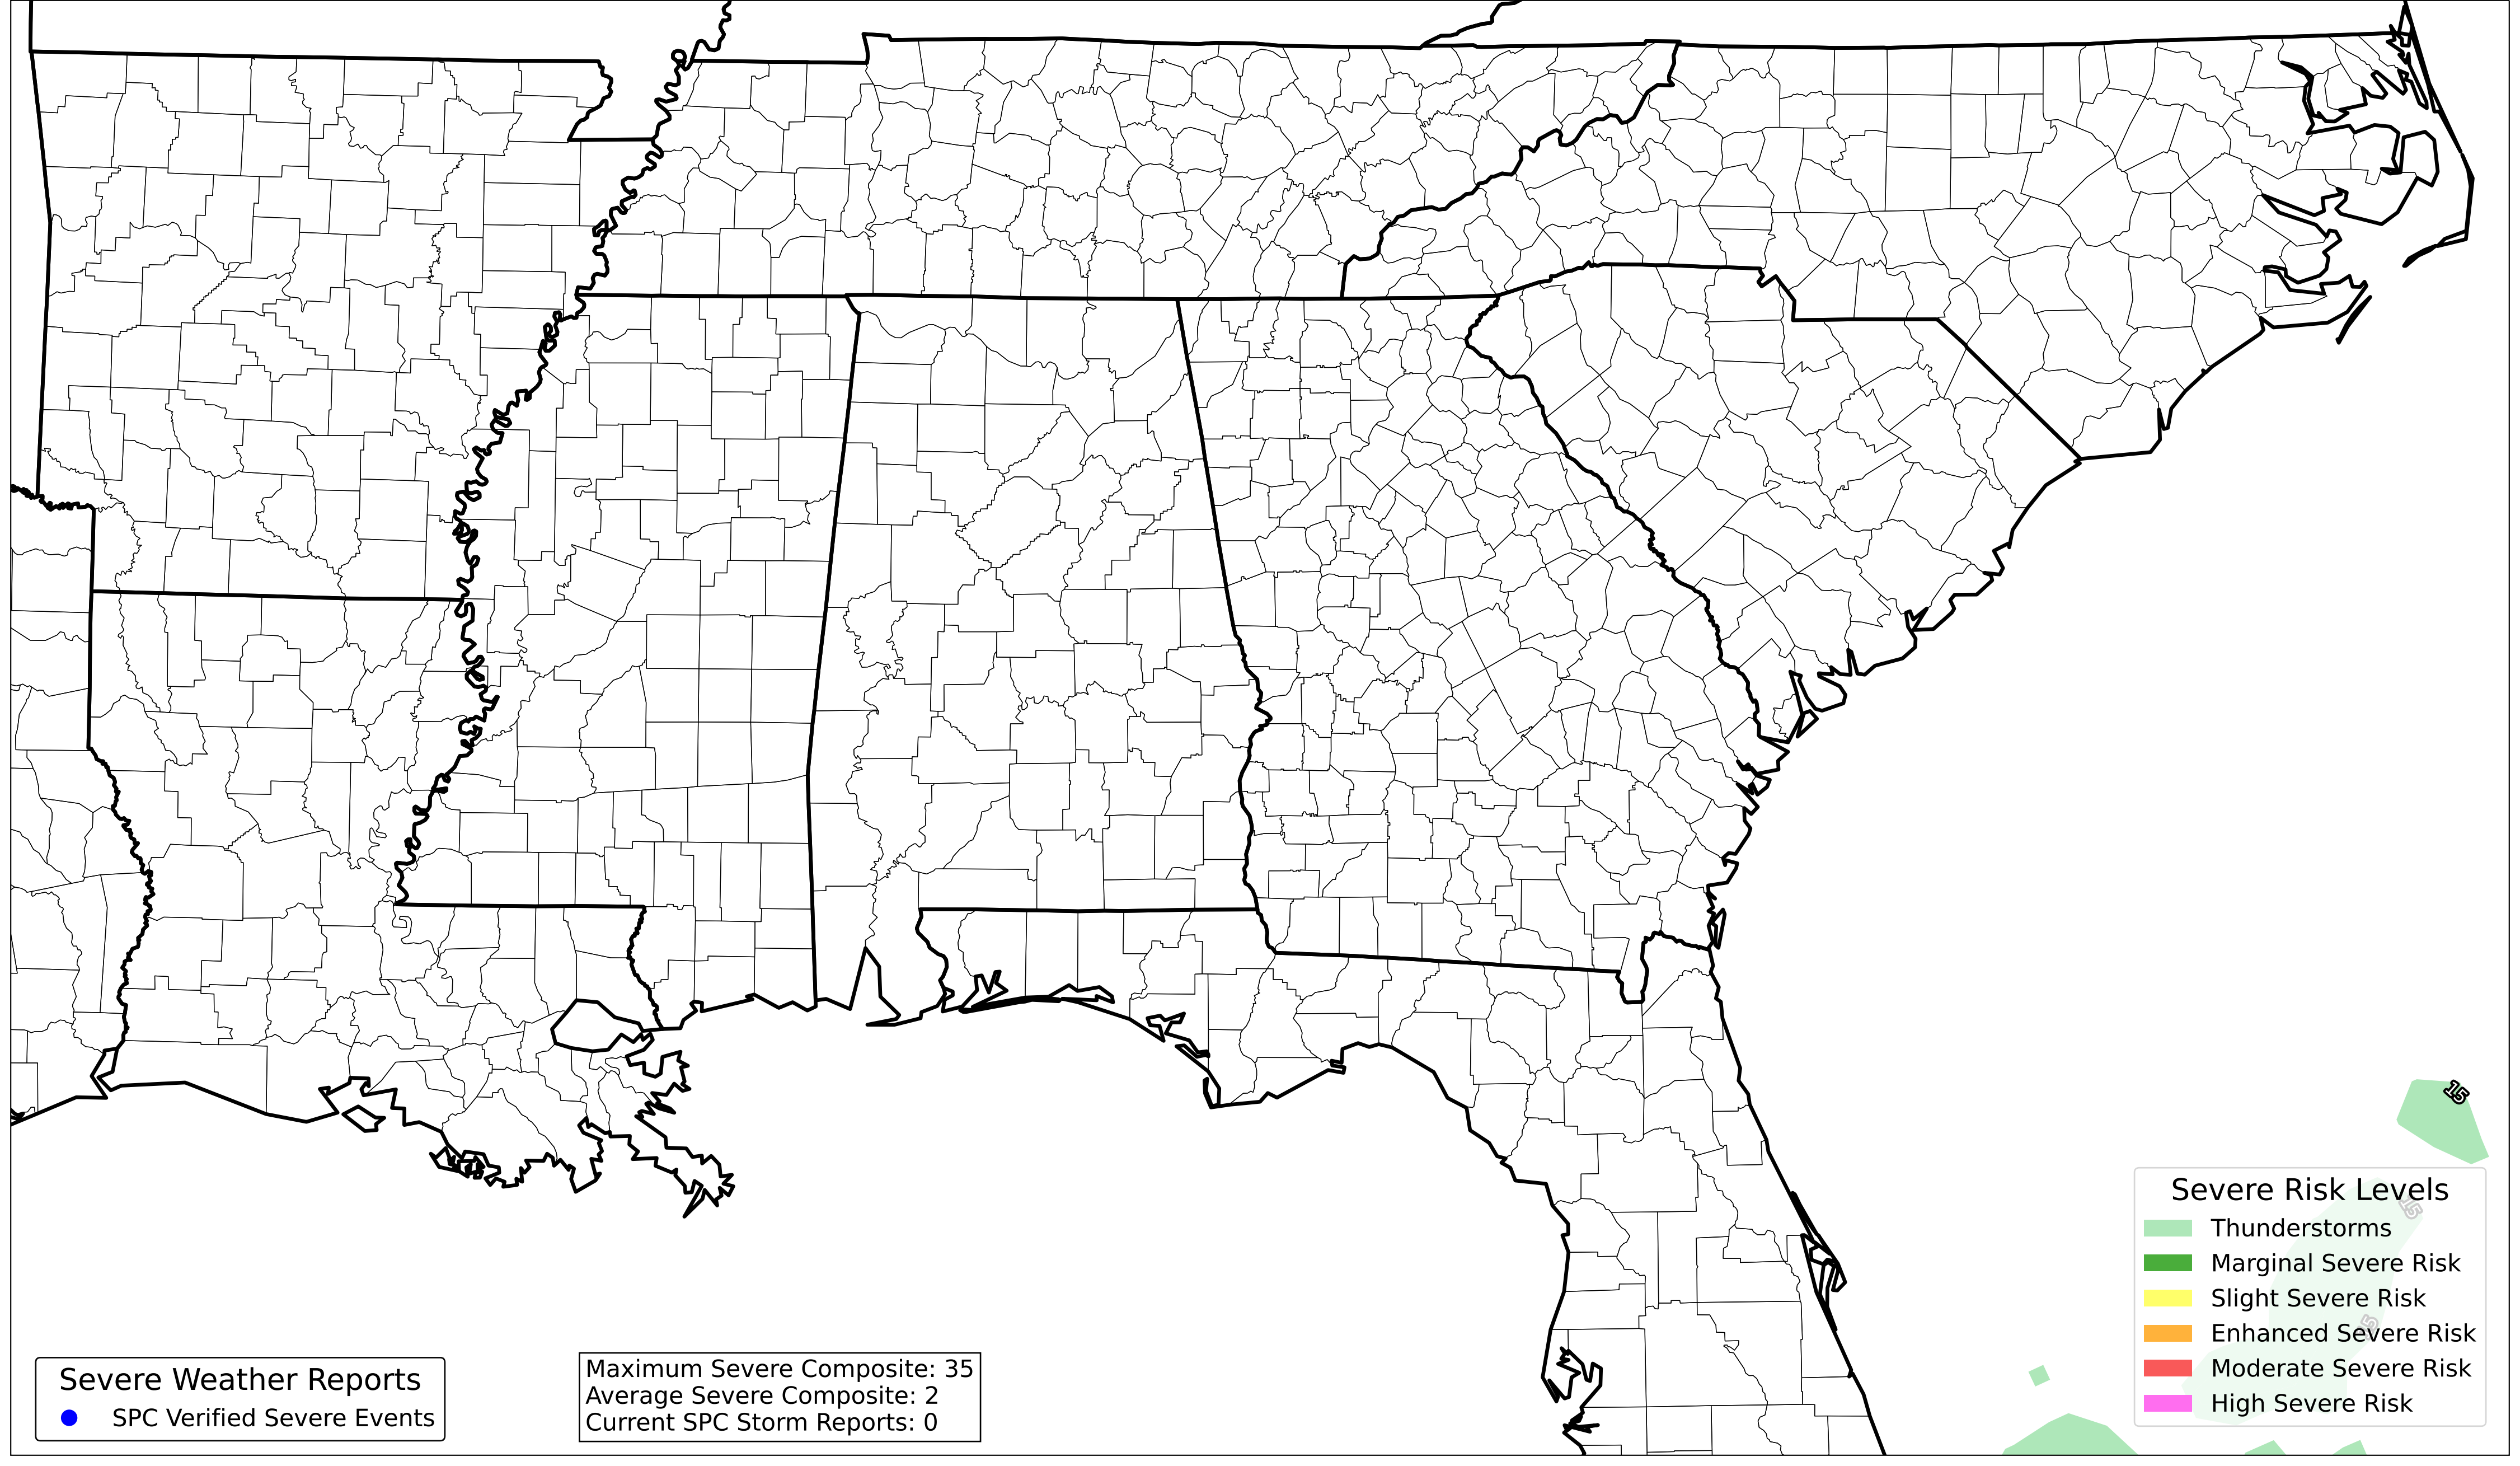 15
Severe Risk Levels
15
Thunderstorms
Marginal Severe Risk
Slight Severe Risk
15
Enhanced Severe Risk
Moderate Severe Risk
High Severe Risk
Severe Weather Reports
SPC Verified Severe Events
Maximum Severe Composite: 35
Average Severe Composite: 2
Current SPC Storm Reports: 0